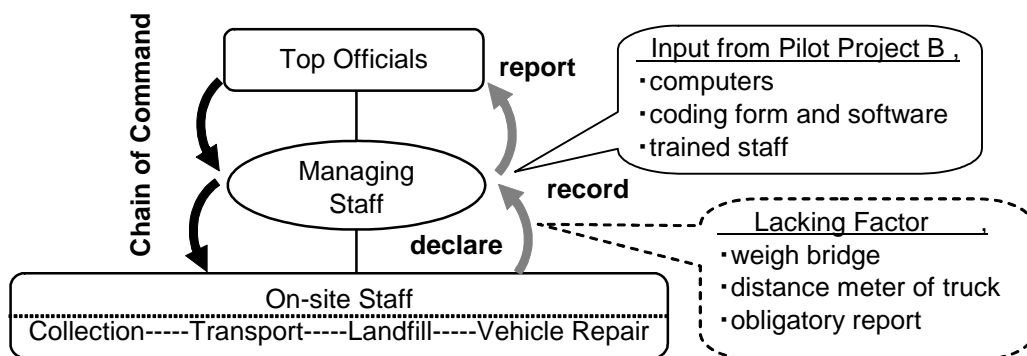 Top Officials
report
Chain of Command
Managing
Staff
record
declare
On-site Staff
Collection-----Transport-----Landfill-----Vehicle Repair
Input from Pilot Project B ,
・computers
・coding form and software
・trained staff
Lacking Factor ,
・weigh bridge
・distance meter of truck
・obligatory report